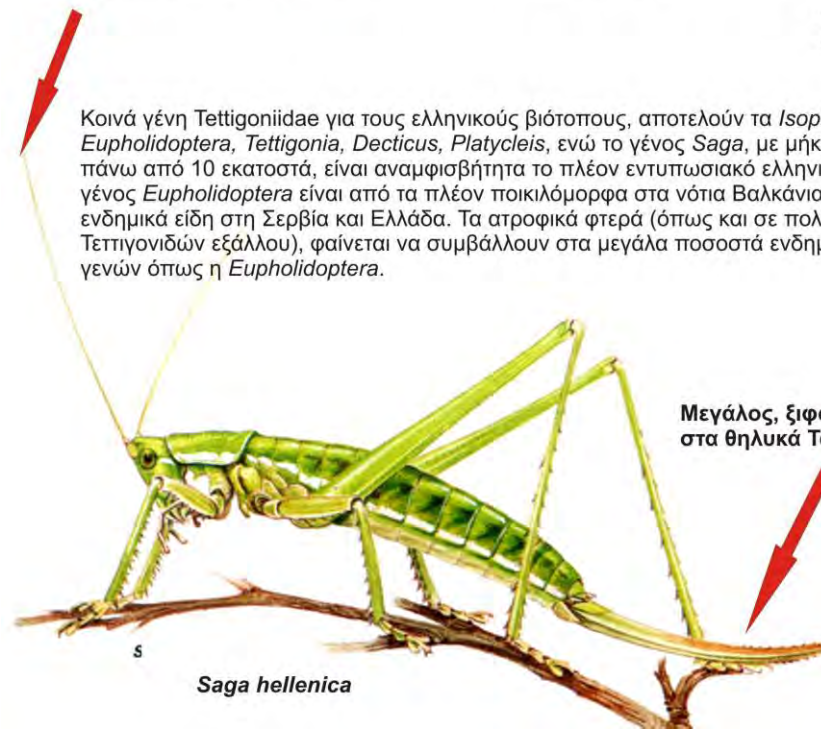 Κοινά γένη Tettigoniidae για τους ελληνικούς βιότοπους, αποτελούν τα Isop
Eupholidoptera, Tettigonia, Decticus, Platycleis, ενώ το γένος Saga, με μήκ
πάνω από 10 εκατοστά, είναι αναμφισβήτητα το πλέον εντυπωσιακό ελληνι
γένος Eupholidoptera είναι από τα πλέον ποικιλόμορφα στα νότια Βαλκάνια
ενδημικά είδη στη Σερβία και Ελλάδα. Τα ατροφικά φτερά (όπως και σε πολ
Τεττιγονιδών εξάλλου), φαίνεται να συμβάλλουν στα μεγάλα ποσοστά ενδημ
γενών όπως η Eupholidoptera.
Μεγάλος, ξιφο
στα θηλυκά Te
s
Saga hellenica